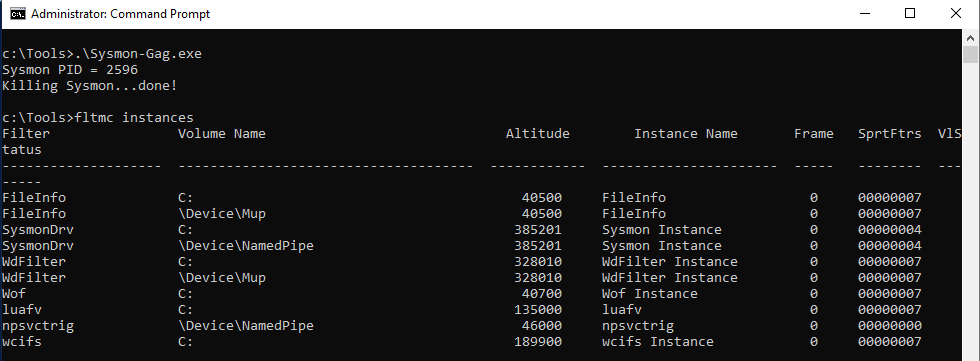 Administrator: Command Prompt
c:\Tools>.\Sysmon-Gag.exe
Sysmon PID = 2596
Killing Sysmon...done!
c:\Tools>fltmc instances
Filter                Volume Name                              Altitude        Instance Name       Frame   SprtFtrs  VlS
tatus
--------------------  -------------------------------------  ------------  ----------------------  -----   --------  ---
-----
FileInfo              C:                                         40500     FileInfo                  0     00000007
FileInfo              \Device\Mup                                40500     FileInfo                  0     00000007
SysmonDrv             C:                                        385201     Sysmon Instance           0     00000004
SysmonDrv             \Device\NamedPipe                         385201     Sysmon Instance           0     00000004
WdFilter              C:                                        328010     WdFilter Instance         0     00000007
WdFilter              \Device\Mup                               328010     WdFilter Instance         0     00000007
Wof                   C:                                         40700     Wof Instance              0     00000007
luafv                 C:                                        135000     luafv                     0     00000007
npsvctrig             \Device\NamedPipe                          46000     npsvctrig                 0     00000000
wcifs                 C:                                        189900     wcifs Instance            0     00000007